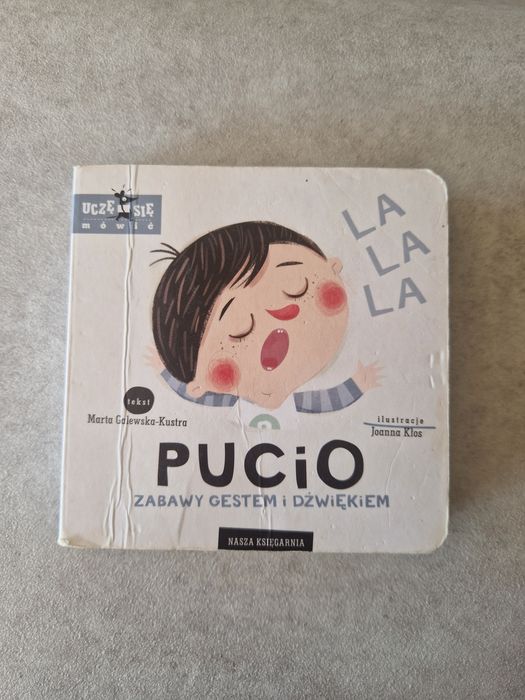 UCZĘ SIĘ
mówić
LA
LA
LA
tekst
Marta Galewska-Kustra
ilustracje
Joanna Kłos
PUCiO
ZABAWY GESTEM i DŹWIĘKiEM
NASZA KSIĘGARNIA